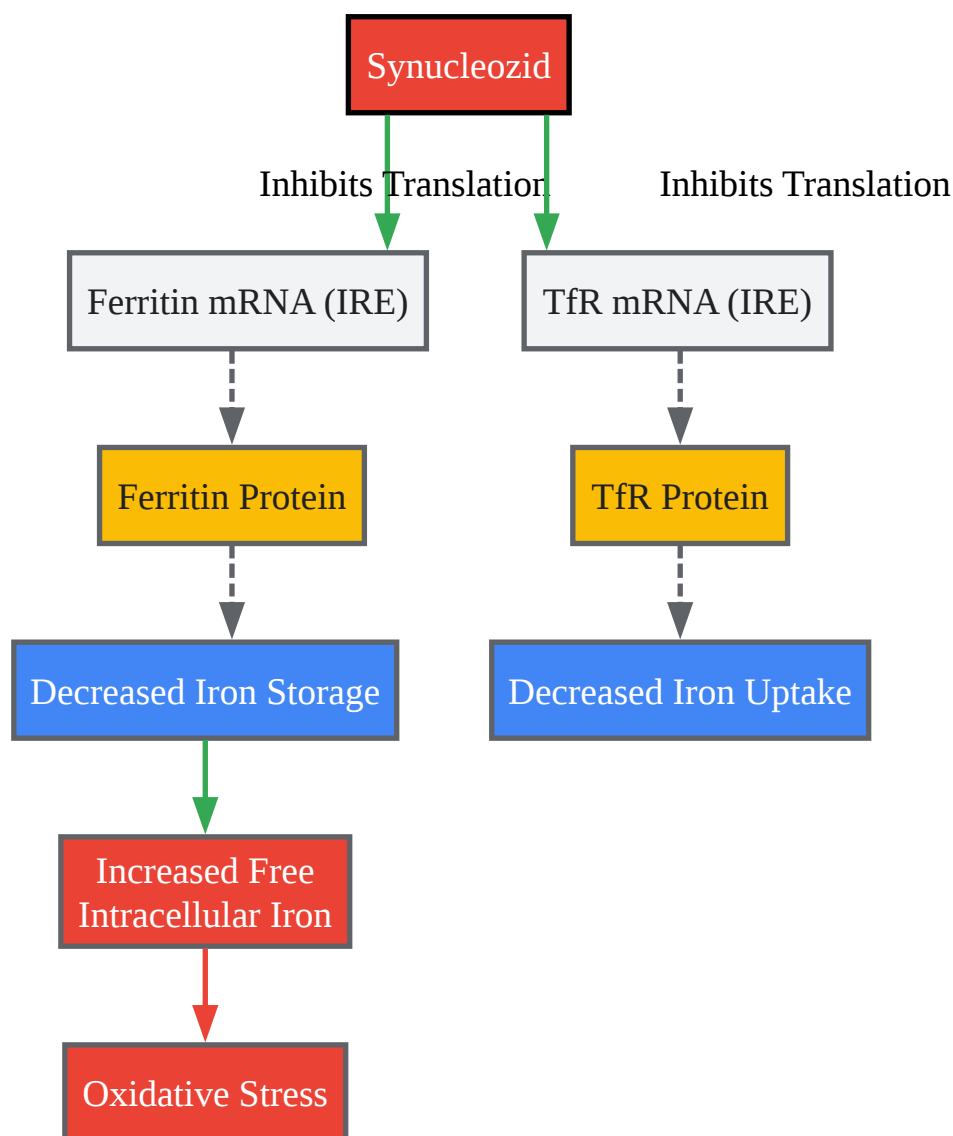 Synucleozid
Inhibits Translation
Inhibits Translation
Ferritin mRNA (IRE)
TfR mRNA (IRE)
Ferritin Protein
TfR Protein
Decreased Iron Storage
Decreased Iron Uptake
Increased Free
Intracellular Iron
Oxidative Stress